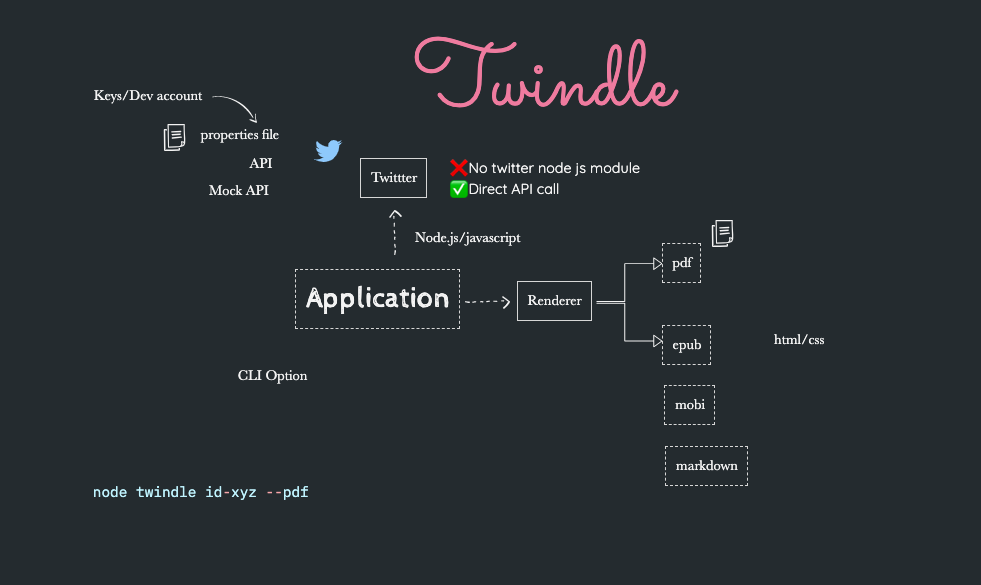 Twindle
Keys/Dev account
properties file
API
Mock API
Twittter
❌No twitter node js module
✅Direct API call
Node.js/javascript
Application
Renderer
pdf
epub
html/css
mobi
markdown
CLI Option
node twindle id-xyz --pdf